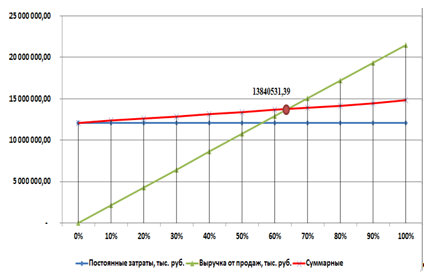 25 000 000,00
20 000 000,00
15 000 000,00
10 000 000,00
5 000 000,00
-
13840531,39
0% 10% 20% 30% 40% 50% 60% 70% 80% 90% 100%
Постоянные затраты, тыс. руб. Выручка от продаж, тыс. руб. Суммарные